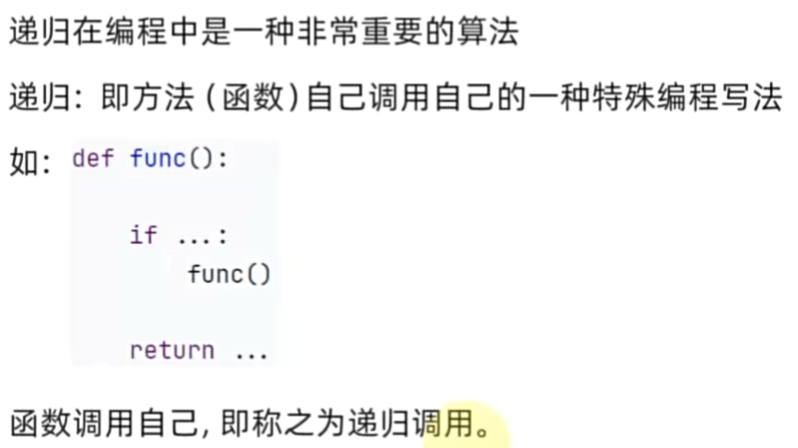 递归在编程中是一种非常重要的算法
递归：即方法（函数）自己调用自己的一种特殊编程写法
如：def func():
if ...:
func()
return ...
函数调用自己，即称之为递归调用。